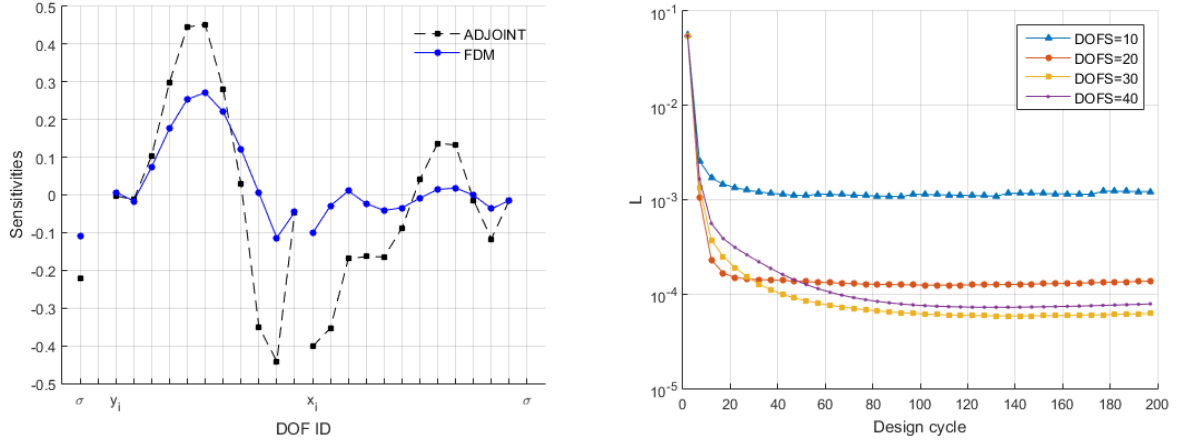 0.5
0.4
0.3
0.2
0.1
0
-0.1
-0.2
-0.3
-0.4
-0.5
Sensitivities
ADJOINT
FDM
σ
y_i
x_i
σ
DOF ID
10^-1
10^-2
10^-3
10^-4
10^-5
L
DOFS=10
DOFS=20
DOFS=30
DOFS=40
0 20 40 60 80 100 120 140 160 180 200
Design cycle